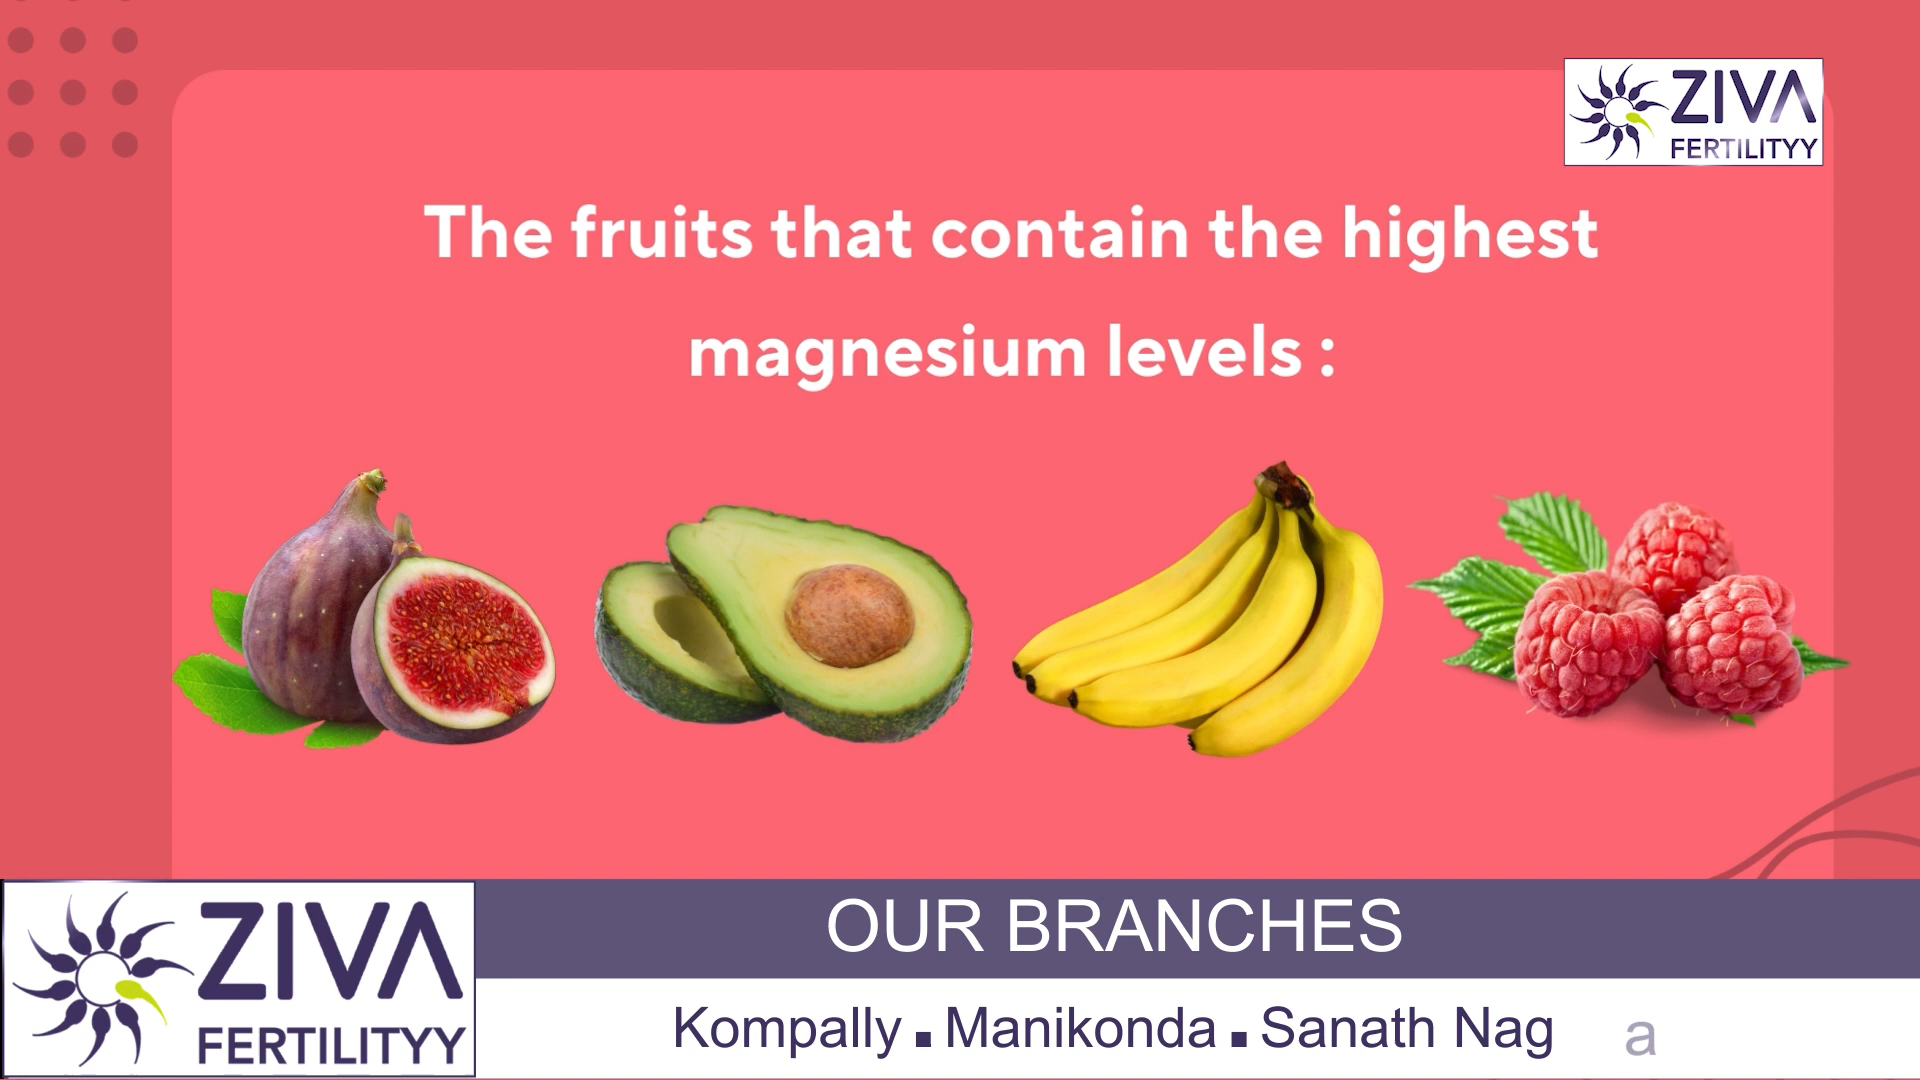 ZIVA
FERTILITYY
The fruits that contain the highest
magnesium levels :
ZIVA
FERTILITYY
OUR BRANCHES
Kompally ■ Manikonda ■ Sanath Nag a